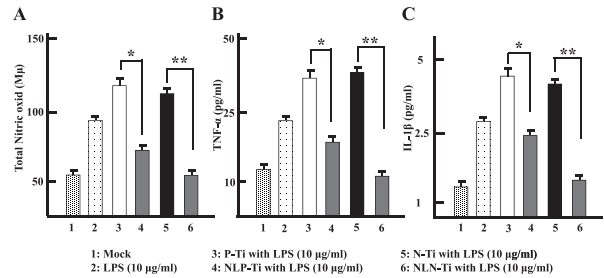 A
B
C
150
100
50
Total Nitric oxid (Mμ)
*
**
1 2 3 4 5 6
50
25
10
TNF-α (pg/ml)
*
**
1 2 3 4 5 6
5
2.5
1
IL-1β (pg/ml)
*
**
1 2 3 4 5 6
1: Mock 3: P-Ti with LPS (10 μg/ml) 5: N-Ti with LPS (10 μg/ml)
2: LPS (10 μg/ml) 4: NLP-Ti with LPS (10 μg/ml) 6: NLN-Ti with LPS (10 μg/ml)